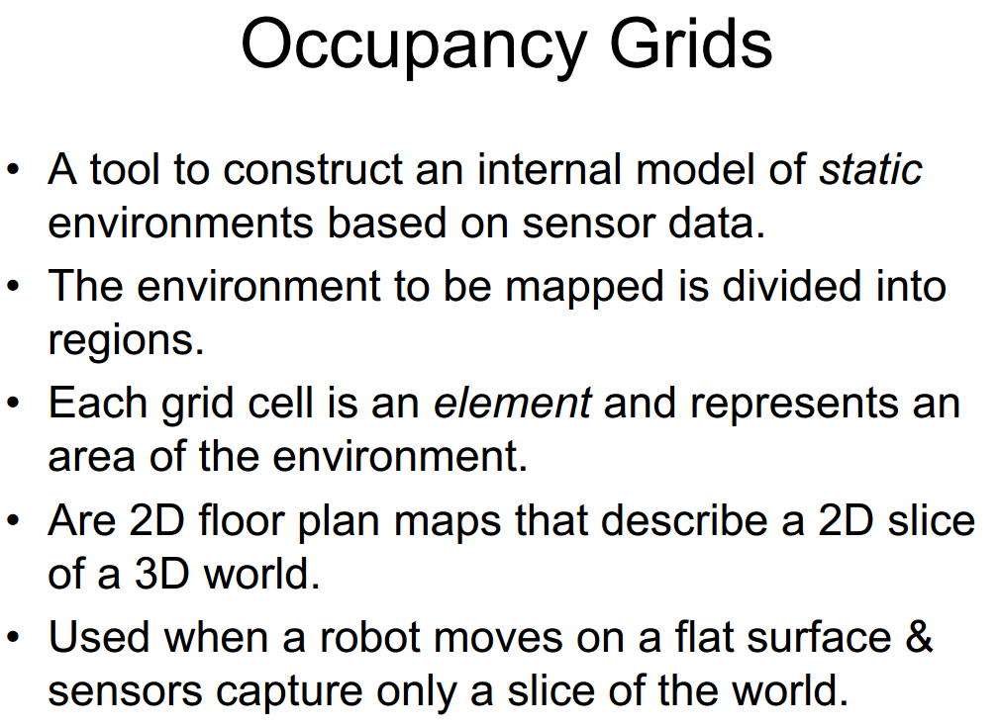 Occupancy Grids
• A tool to construct an internal model of static
environments based on sensor data.
• The environment to be mapped is divided into
regions.
• Each grid cell is an element and represents an
area of the environment.
• Are 2D floor plan maps that describe a 2D slice
of a 3D world.
• Used when a robot moves on a flat surface &
sensors capture only a slice of the world.